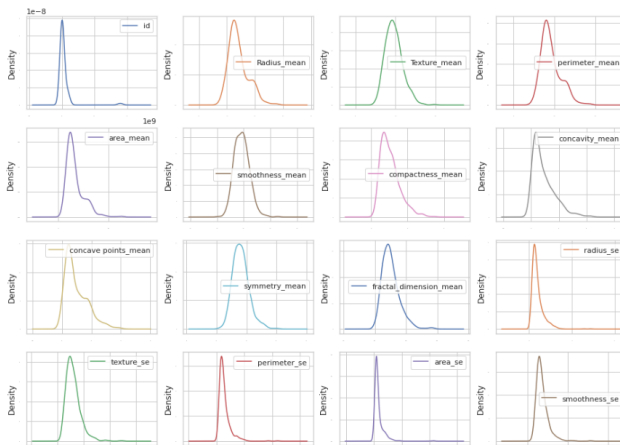 1e−8
Density
id
Radius_mean
Density
Texture_mean
Density
perimeter_mean
Density
area_mean
1e9
Density
smoothness_mean
Density
compactness_mean
Density
concavity_mean
Density
concave points_mean
Density
symmetry_mean
Density
fractal_dimension_mean
Density
radius_se
Density
texture_se
Density
perimeter_se
Density
area_se
Density
smoothness_se